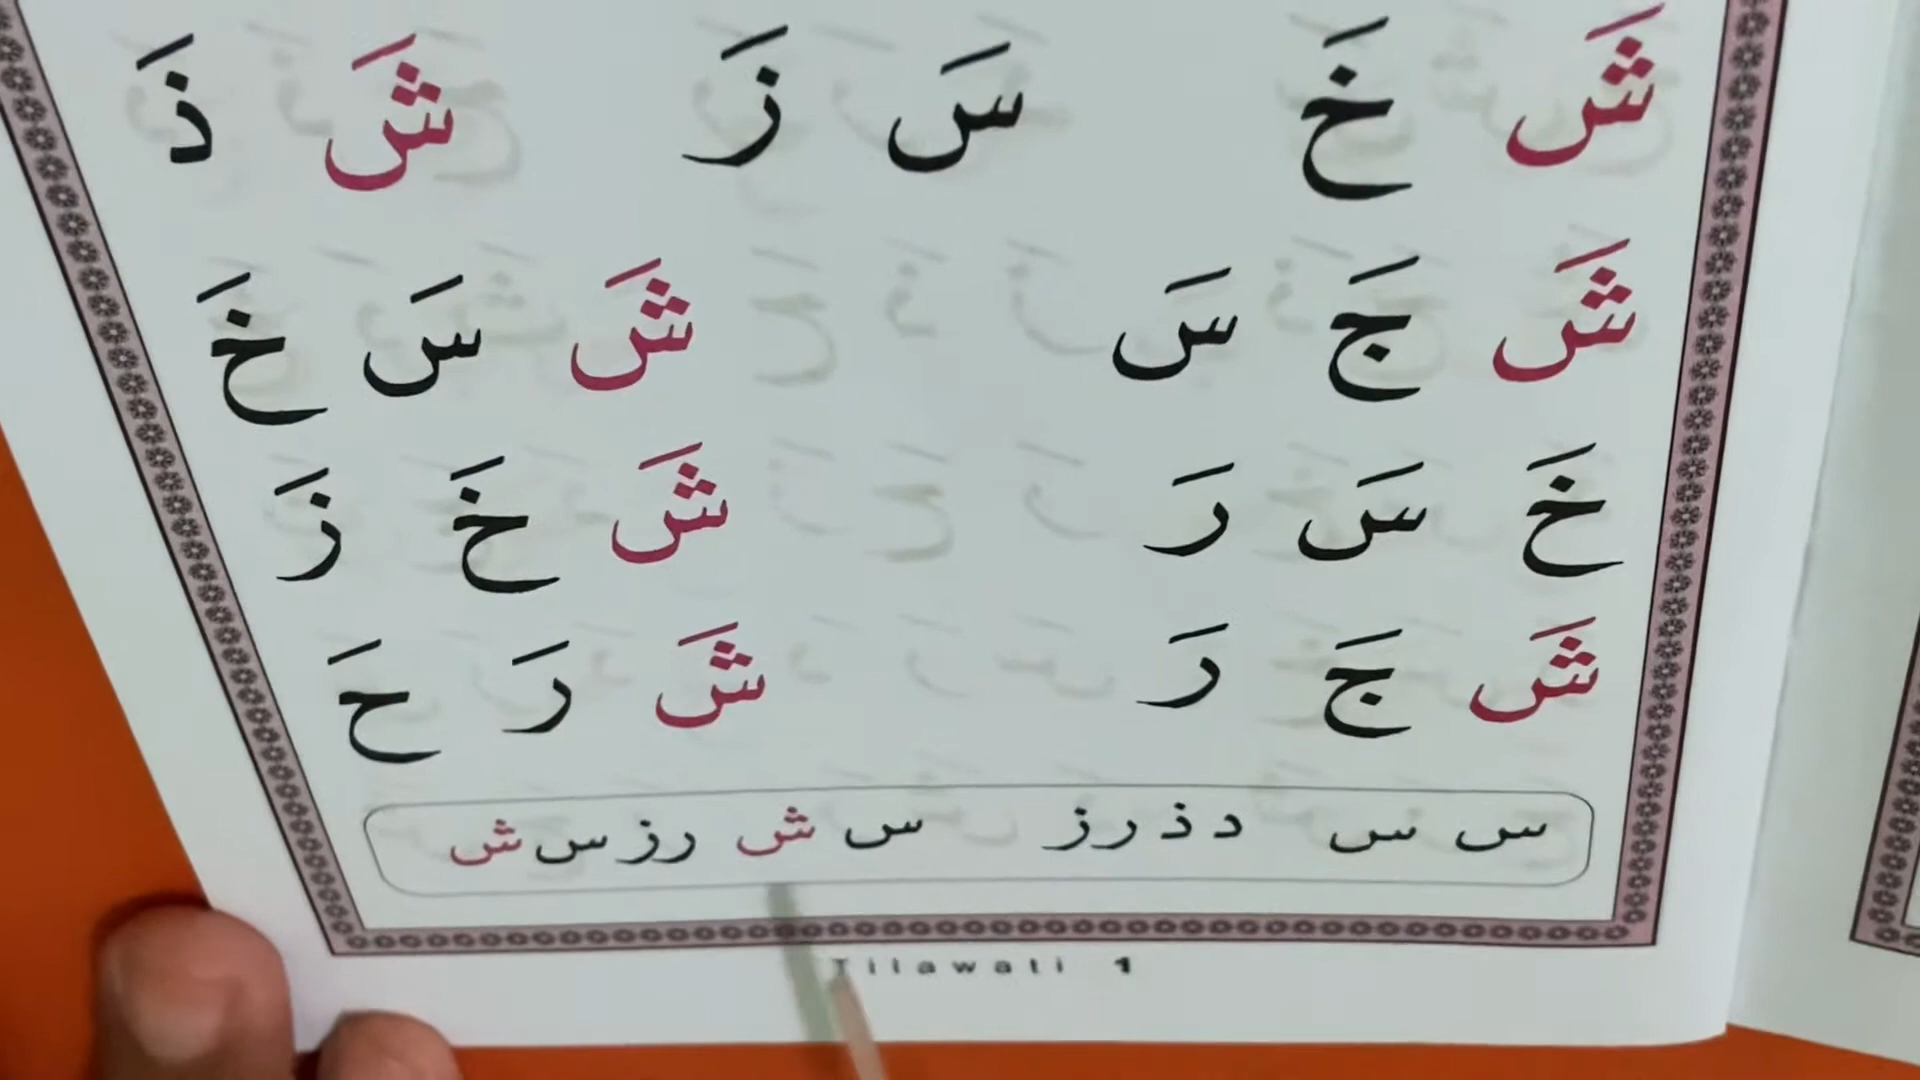 شَ خَ سَ زَ شَ ذَ
شَ جَ سَ شَ سَ خَ
خَ سَ رَ شَ خَ زَ
شَ جَ رَ شَ رَ حَ
س س د ذ ر ز س ش ر ز س ش
Tilawati 1